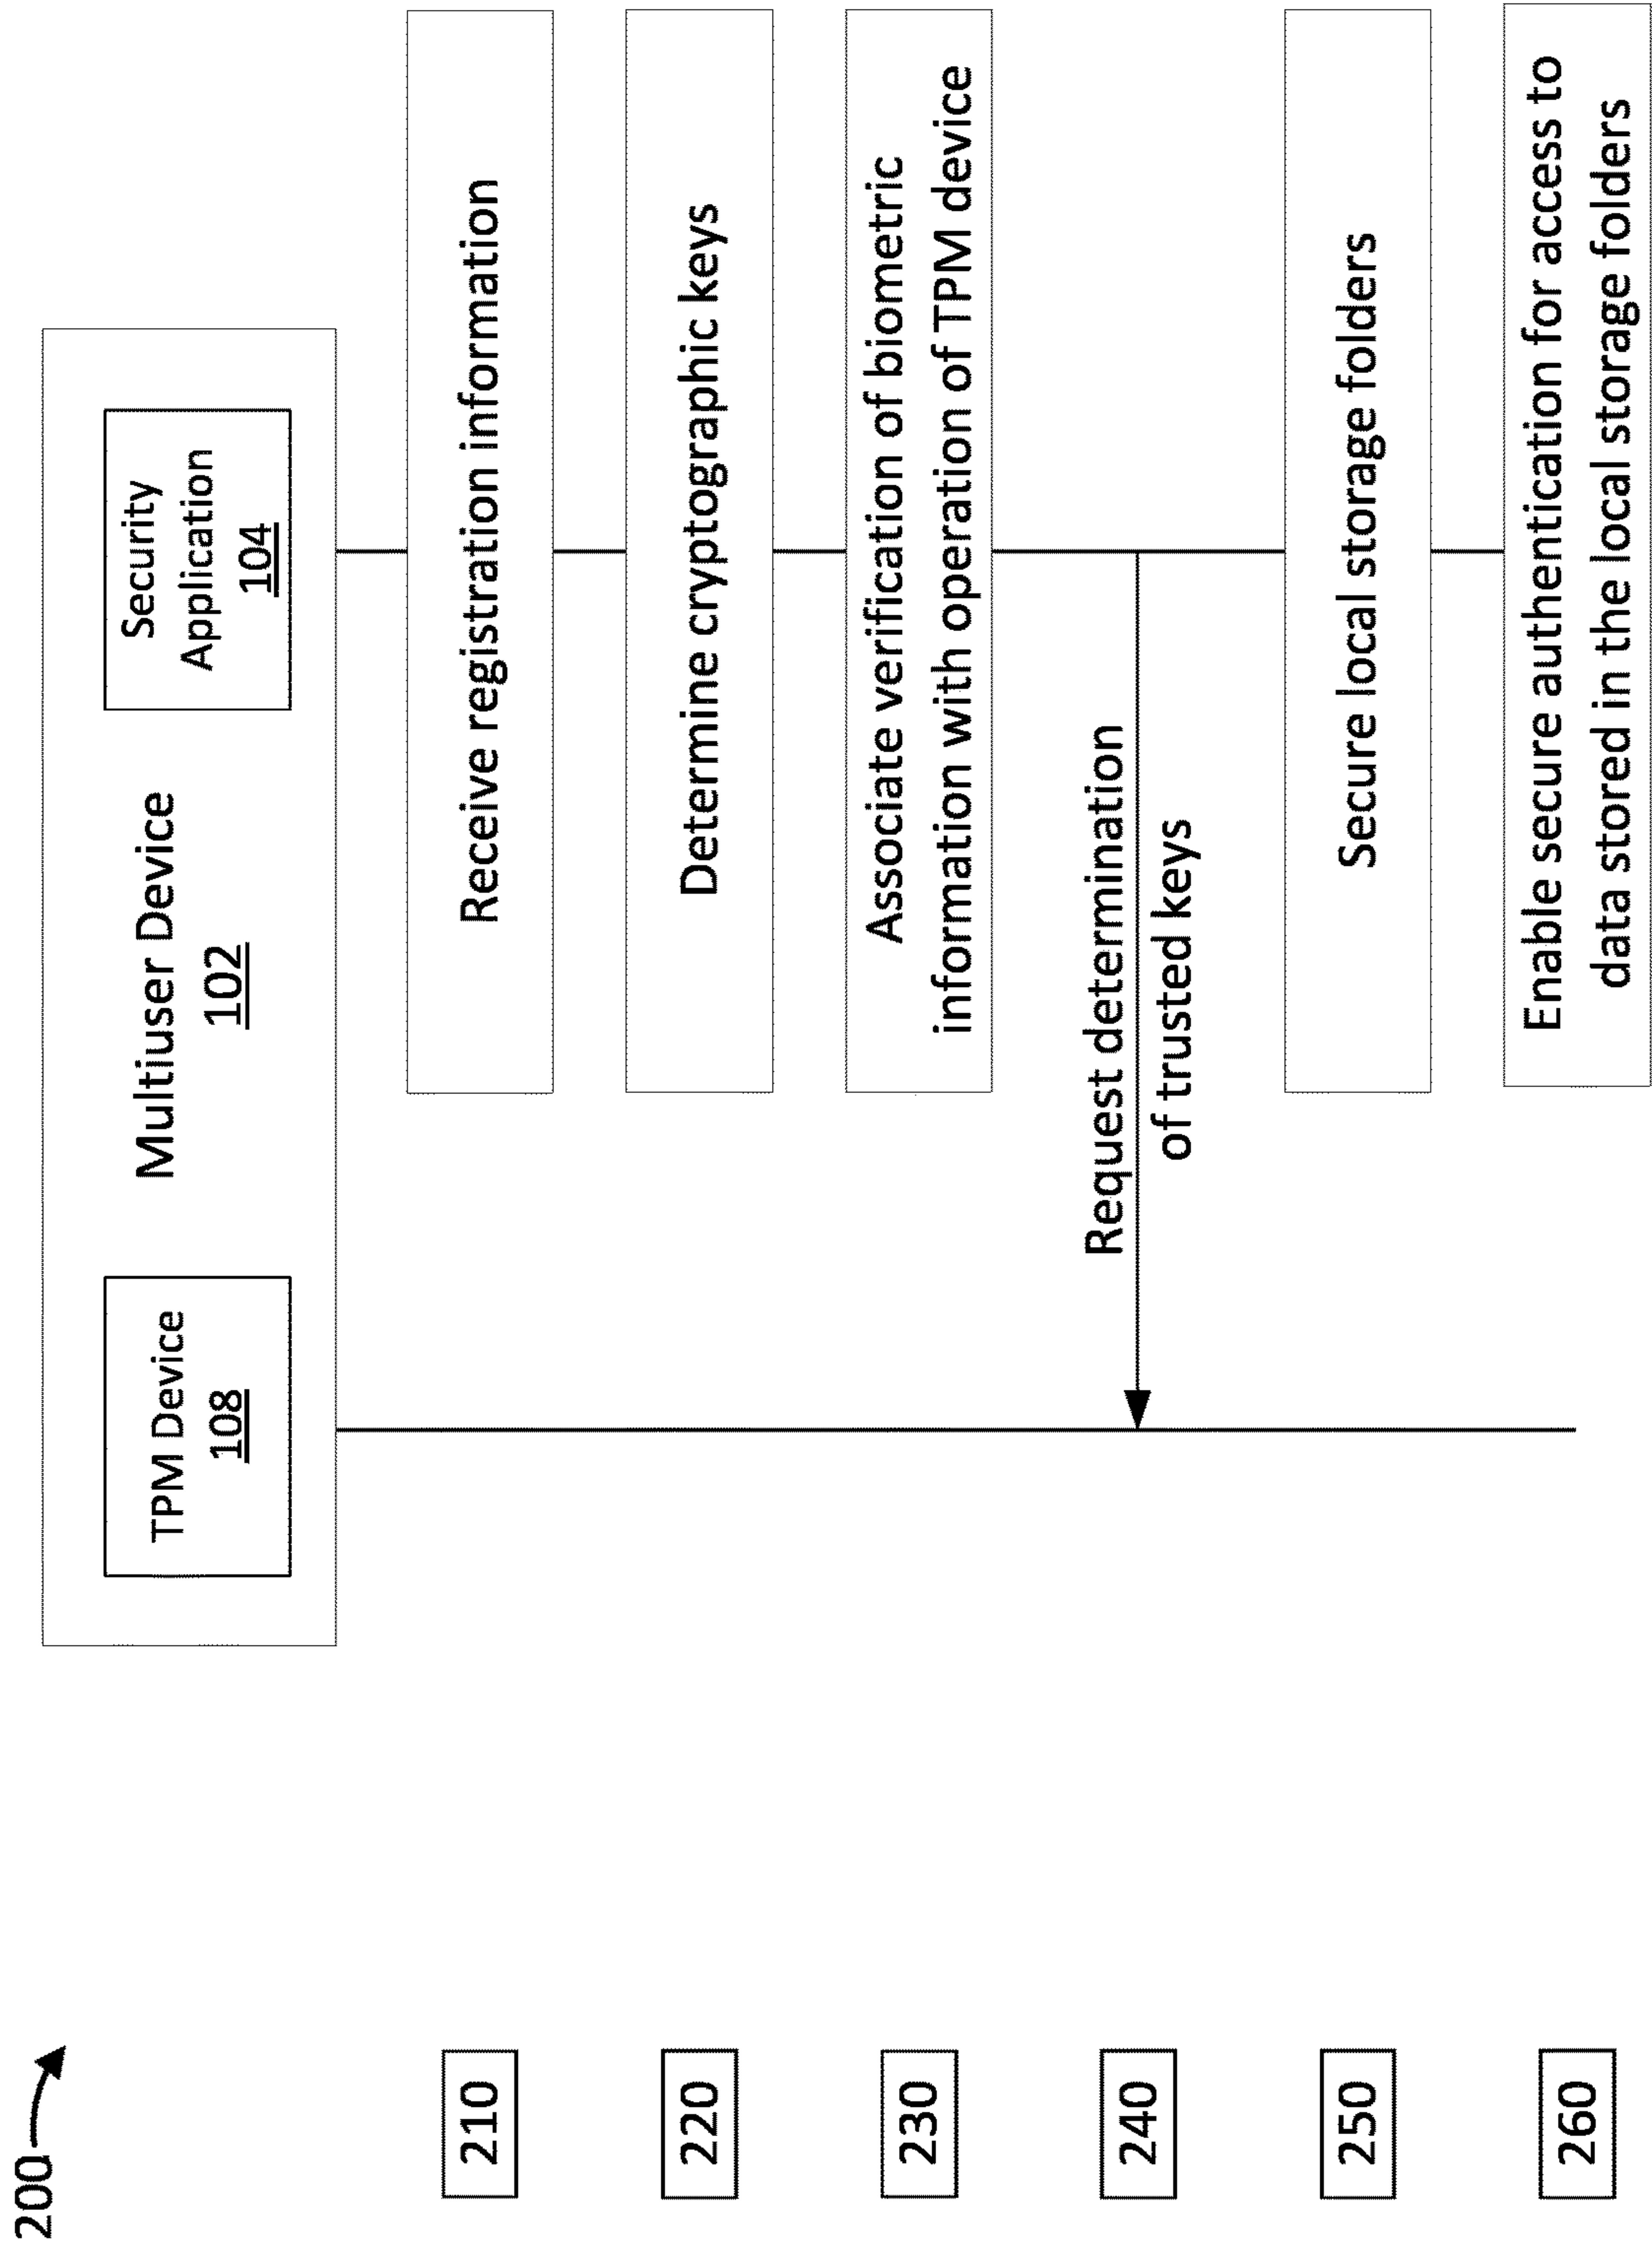 200
TPM Device
108
Multiuser Device
102
Security
Application
104
210
Receive registration information
220
Determine cryptographic keys
230
Associate verification of biometric
information with operation of TPM device
240
Request determination
of trusted keys
250
Secure local storage folders
260
Enable secure authentication for access to
data stored in the local storage folders